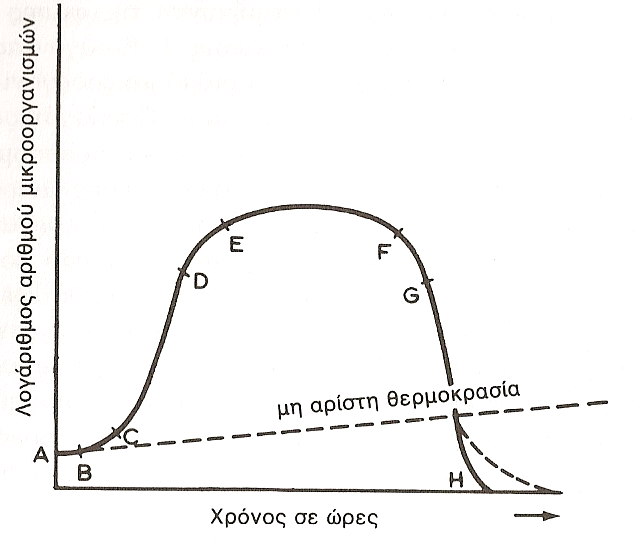 Λογάριθμος αριθμού μικροοργανισμών
E
F
D
G
μη αρίστη θερμοκρασία
C
A
B
H
Χρόνος σε ώρες